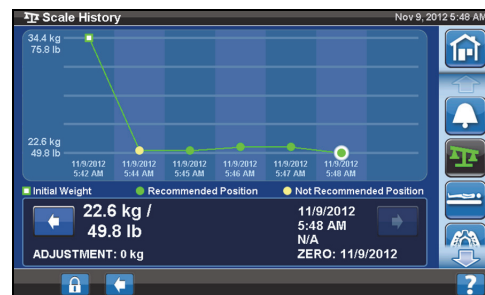 Scale History
Nov 9, 2012 5:48 AM
34.4 kg
75.8 lb
22.6 kg
49.8 lb
11/9/2012 11/9/2012 11/9/2012 11/9/2012 11/9/2012 11/9/2012
5:42 AM 5:44 AM 5:45 AM 5:46 AM 5:47 AM 5:48 AM
Initial Weight Recommended Position Not Recommended Position
22.6 kg /
49.8 lb
ADJUSTMENT: 0 kg
11/9/2012
5:48 AM
N/A
ZERO: 11/9/2012
?